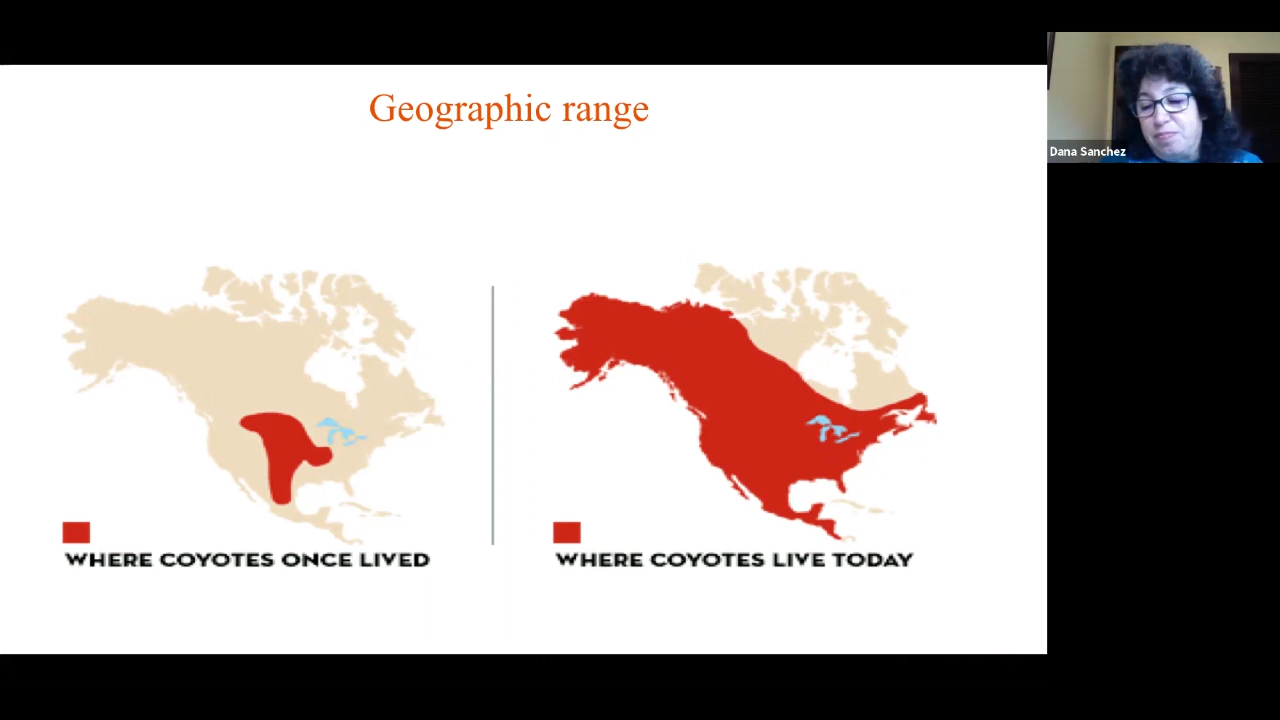 Geographic range
Dana Sanchez
WHERE COYOTES ONCE LIVED
WHERE COYOTES LIVE TODAY